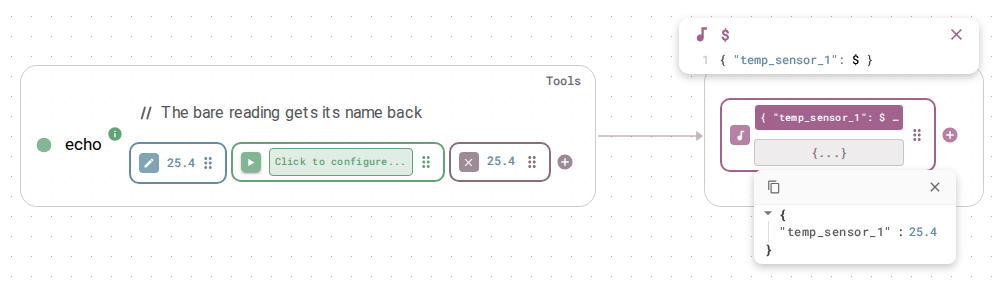 Tools
// The bare reading gets its name back
echo
25.4
Click to configure...
25.4
$
1 { "temp_sensor_1": $ }
{ "temp_sensor_1": $ …
{...}
{
"temp_sensor_1" : 25.4
}